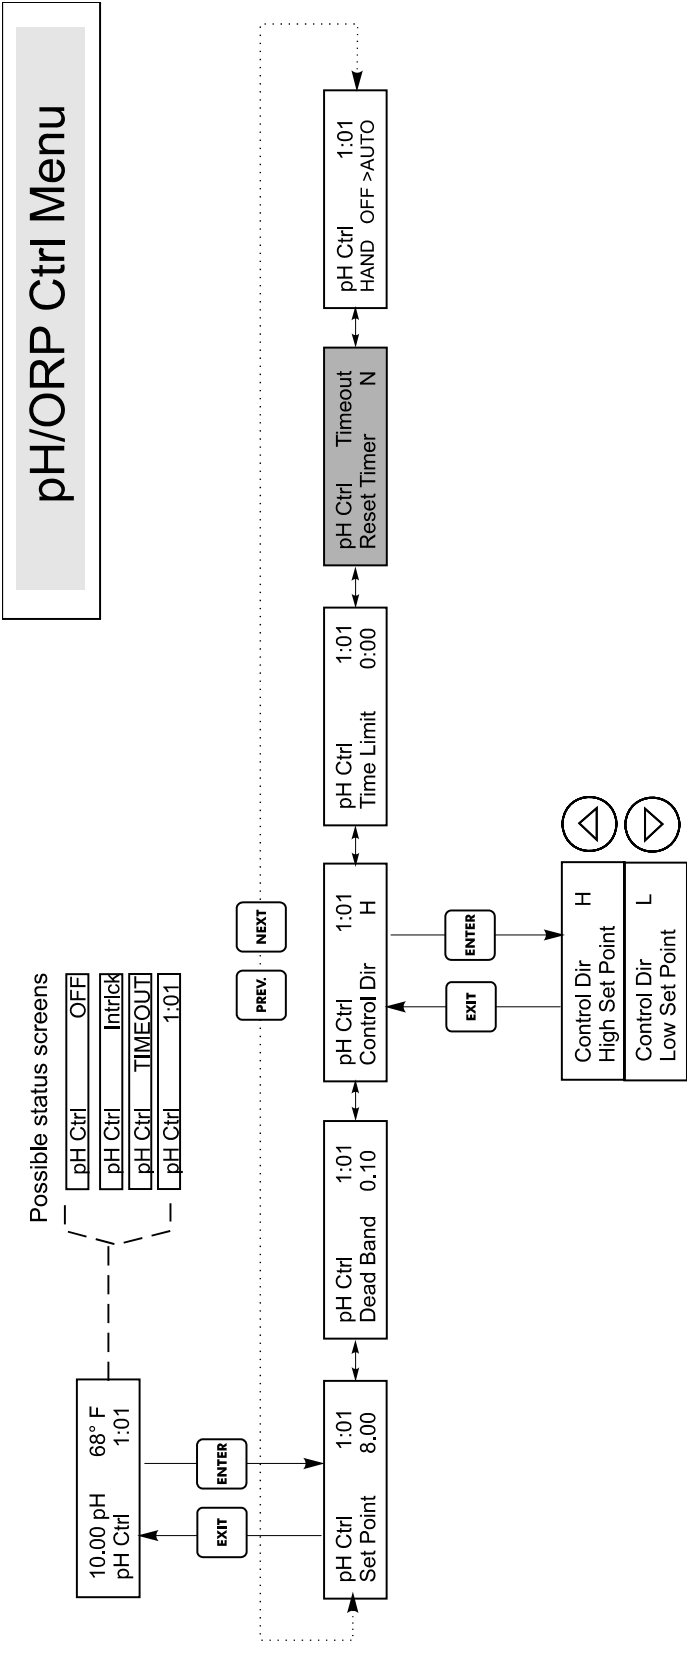 pH/ORP Ctrl Menu
Possible status screens
pH Ctrl OFF
pH Ctrl Intrlck
pH Ctrl TIMEOUT
pH Ctrl 1:01
10.00 pH 68° F
pH Ctrl 1:01
EXIT
ENTER
PREV.
NEXT
pH Ctrl 1:01
Set Point 8.00
pH Ctrl 1:01
Dead Band 0.10
pH Ctrl 1:01
Control Dir H
pH Ctrl 1:01
Time Limit 0:00
pH Ctrl Timeout
Reset Timer N
pH Ctrl 1:01
HAND OFF >AUTO
EXIT
ENTER
Control Dir H
High Set Point
Control Dir L
Low Set Point